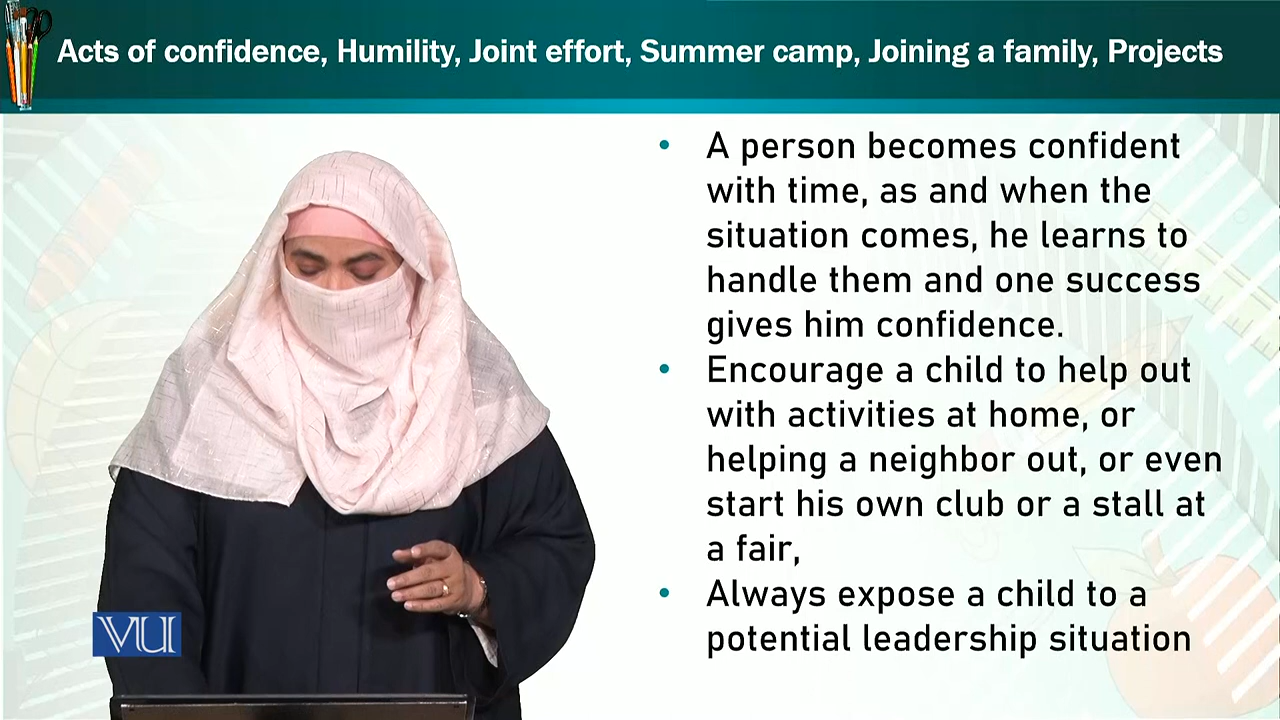 Acts of confidence, Humility, Joint effort, Summer camp, Joining a family, Projects
• A person becomes confident
with time, as and when the
situation comes, he learns to
handle them and one success
gives him confidence.
• Encourage a child to help out
with activities at home, or
helping a neighbor out, or even
start his own club or a stall at
a fair,
• Always expose a child to a
potential leadership situation
VU